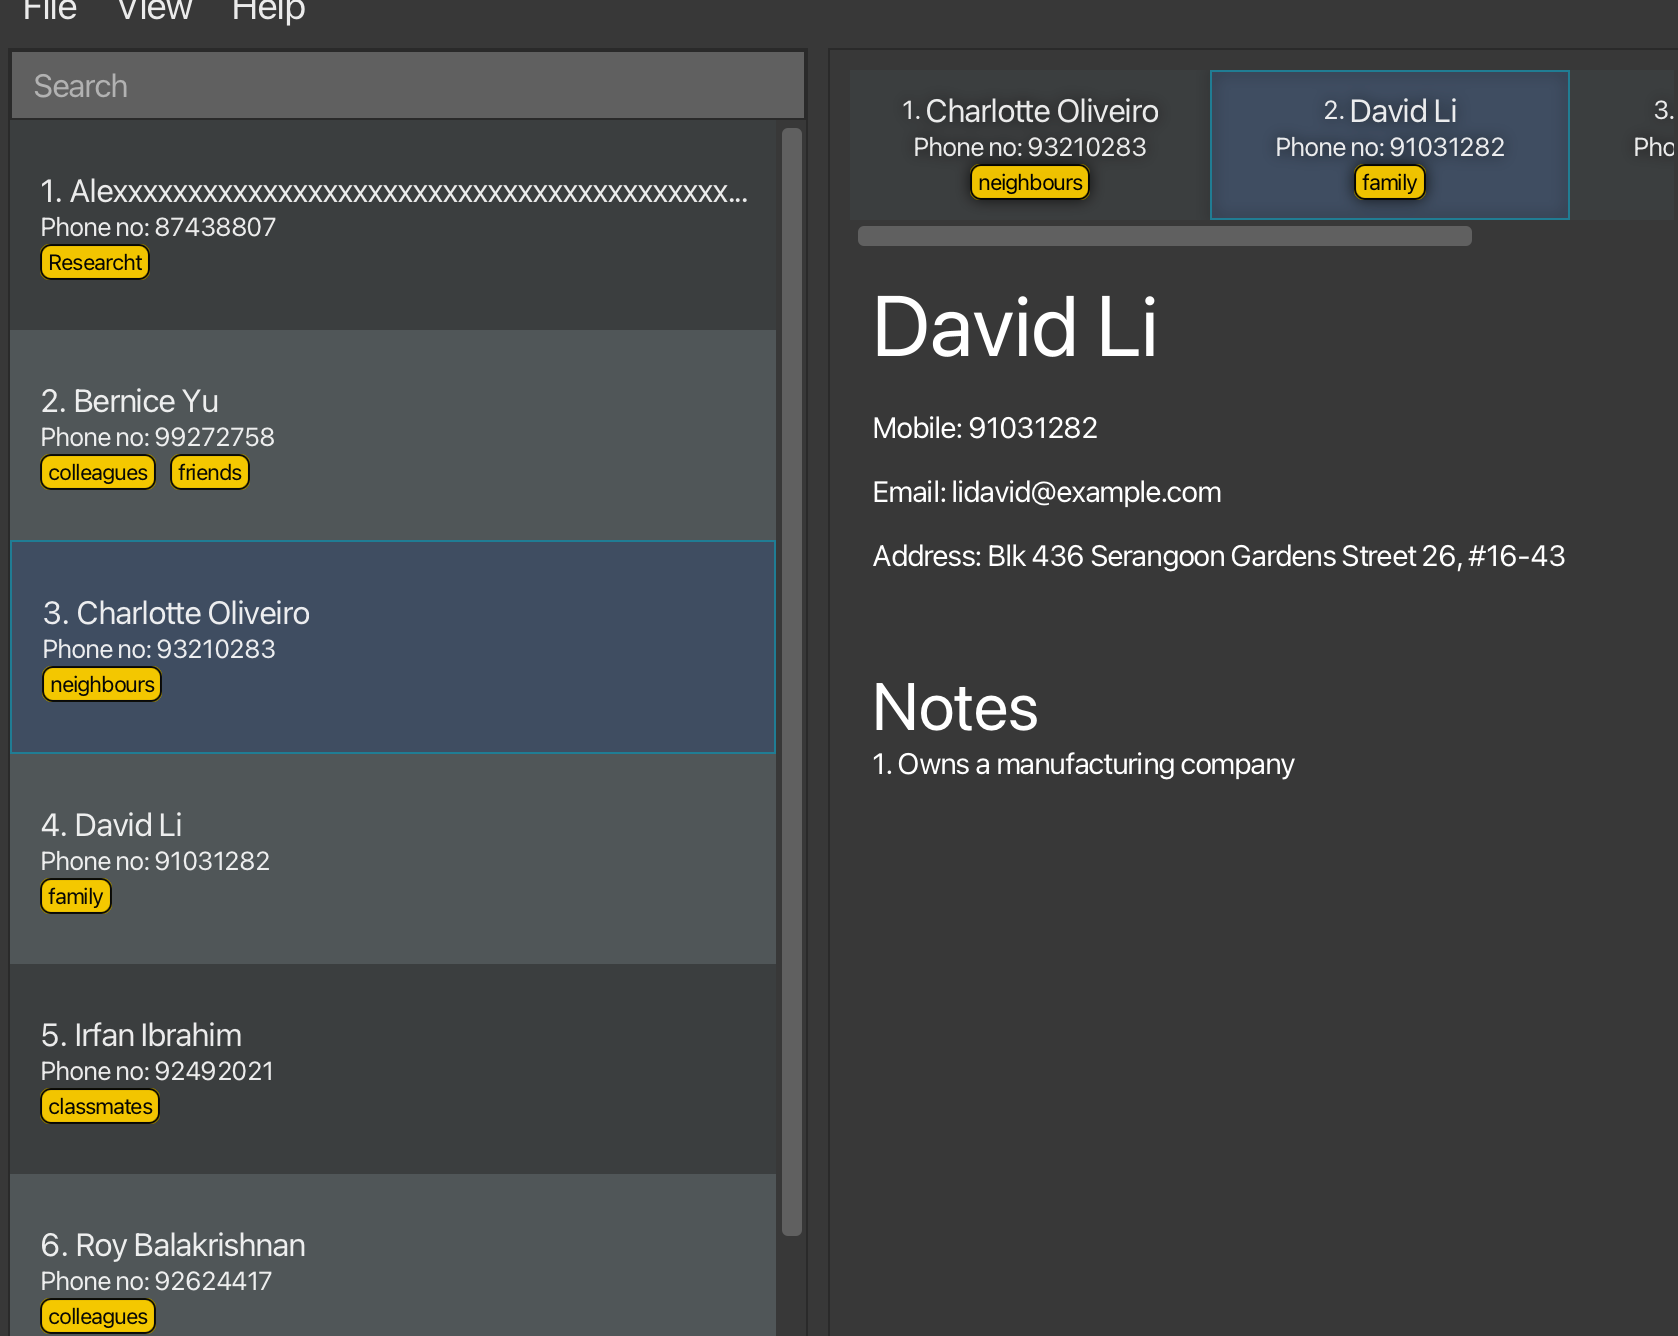 File View Help
Search
1. Alexxxxxxxxxxxxxxxxxxxxxxxxxxxxxxxxxxxxxxxxx...
Phone no: 87438807
Researcht
2. Bernice Yu
Phone no: 99272758
colleagues friends
3. Charlotte Oliveiro
Phone no: 93210283
neighbours
4. David Li
Phone no: 91031282
family
5. Irfan Ibrahim
Phone no: 92492021
classmates
6. Roy Balakrishnan
Phone no: 92624417
colleagues
1. Charlotte Oliveiro
Phone no: 93210283
neighbours
2. David Li
Phone no: 91031282
family
3.
Pho
David Li
Mobile: 91031282
Email: lidavid@example.com
Address: Blk 436 Serangoon Gardens Street 26, #16-43
Notes
1. Owns a manufacturing company